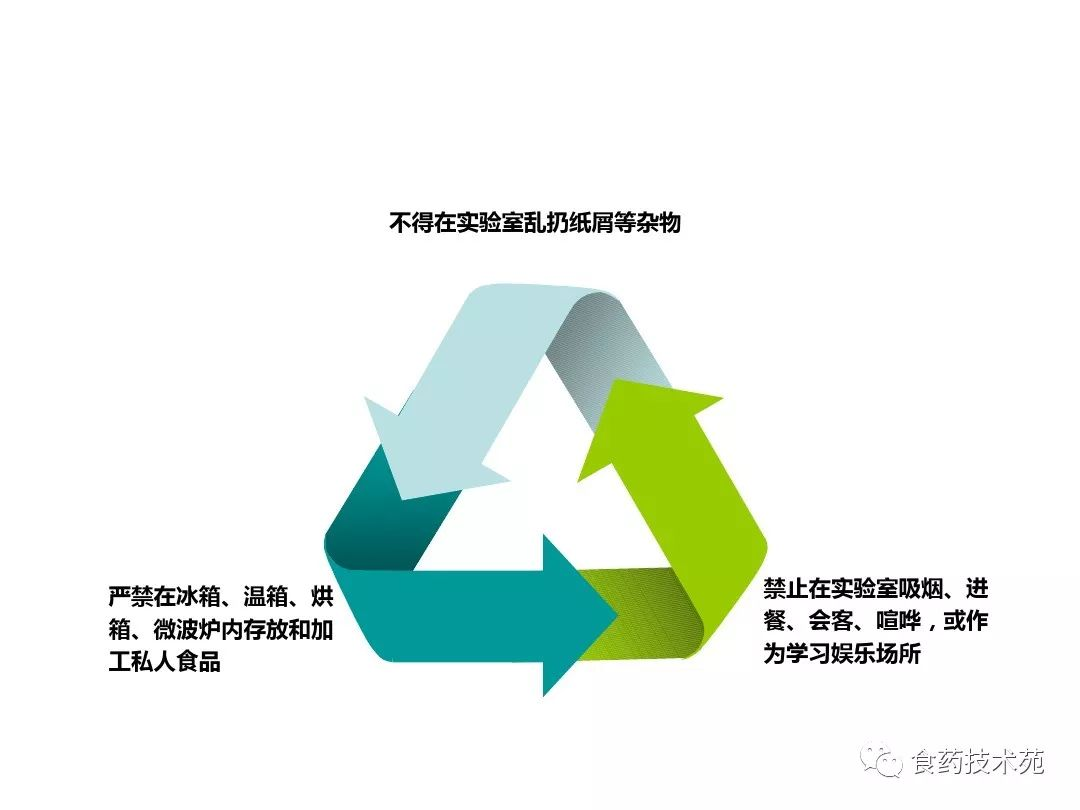 不得在实验室乱扔纸屑等杂物
严禁在冰箱、温箱、烘
箱、微波炉内存放和加
工私人食品
禁止在实验室吸烟、进
餐、会客、喧哗，或作
为学习娱乐场所
食药技术苑